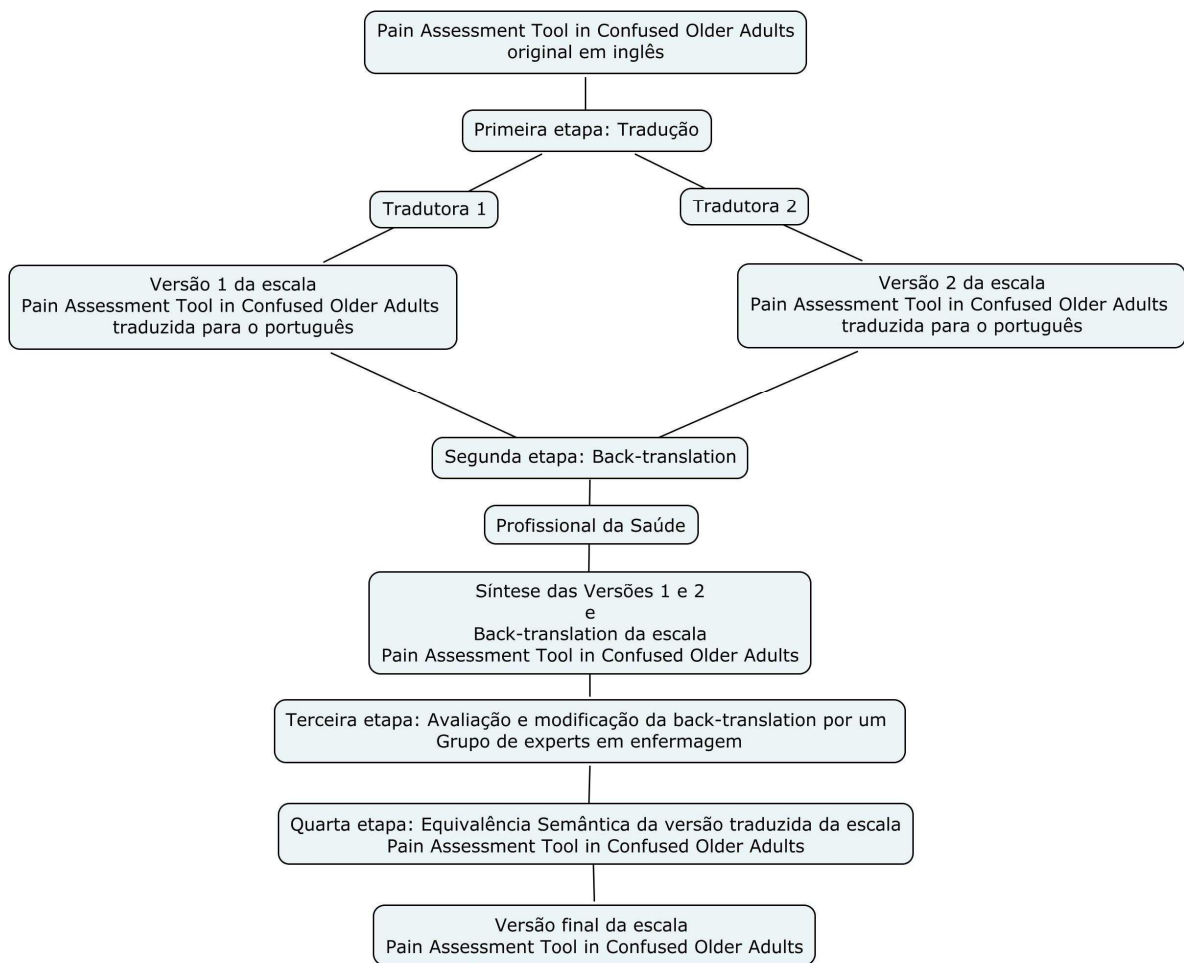 Pain Assessment Tool in Confused Older Adults
original em inglês
Primeira etapa: Tradução
Tradutora 1
Tradutora 2
Versão 1 da escala
Pain Assessment Tool in Confused Older Adults
traduzida para o português
Versão 2 da escala
Pain Assessment Tool in Confused Older Adults
traduzida para o português
Segunda etapa: Back-translation
Profissional da Saúde
Síntese das Versões 1 e 2
e
Back-translation da escala
Pain Assessment Tool in Confused Older Adults
Terceira etapa: Avaliação e modificação da back-translation por um
Grupo de experts em enfermagem
Quarta etapa: Equivalência Semântica da versão traduzida da escala
Pain Assessment Tool in Confused Older Adults
Versão final da escala
Pain Assessment Tool in Confused Older Adults